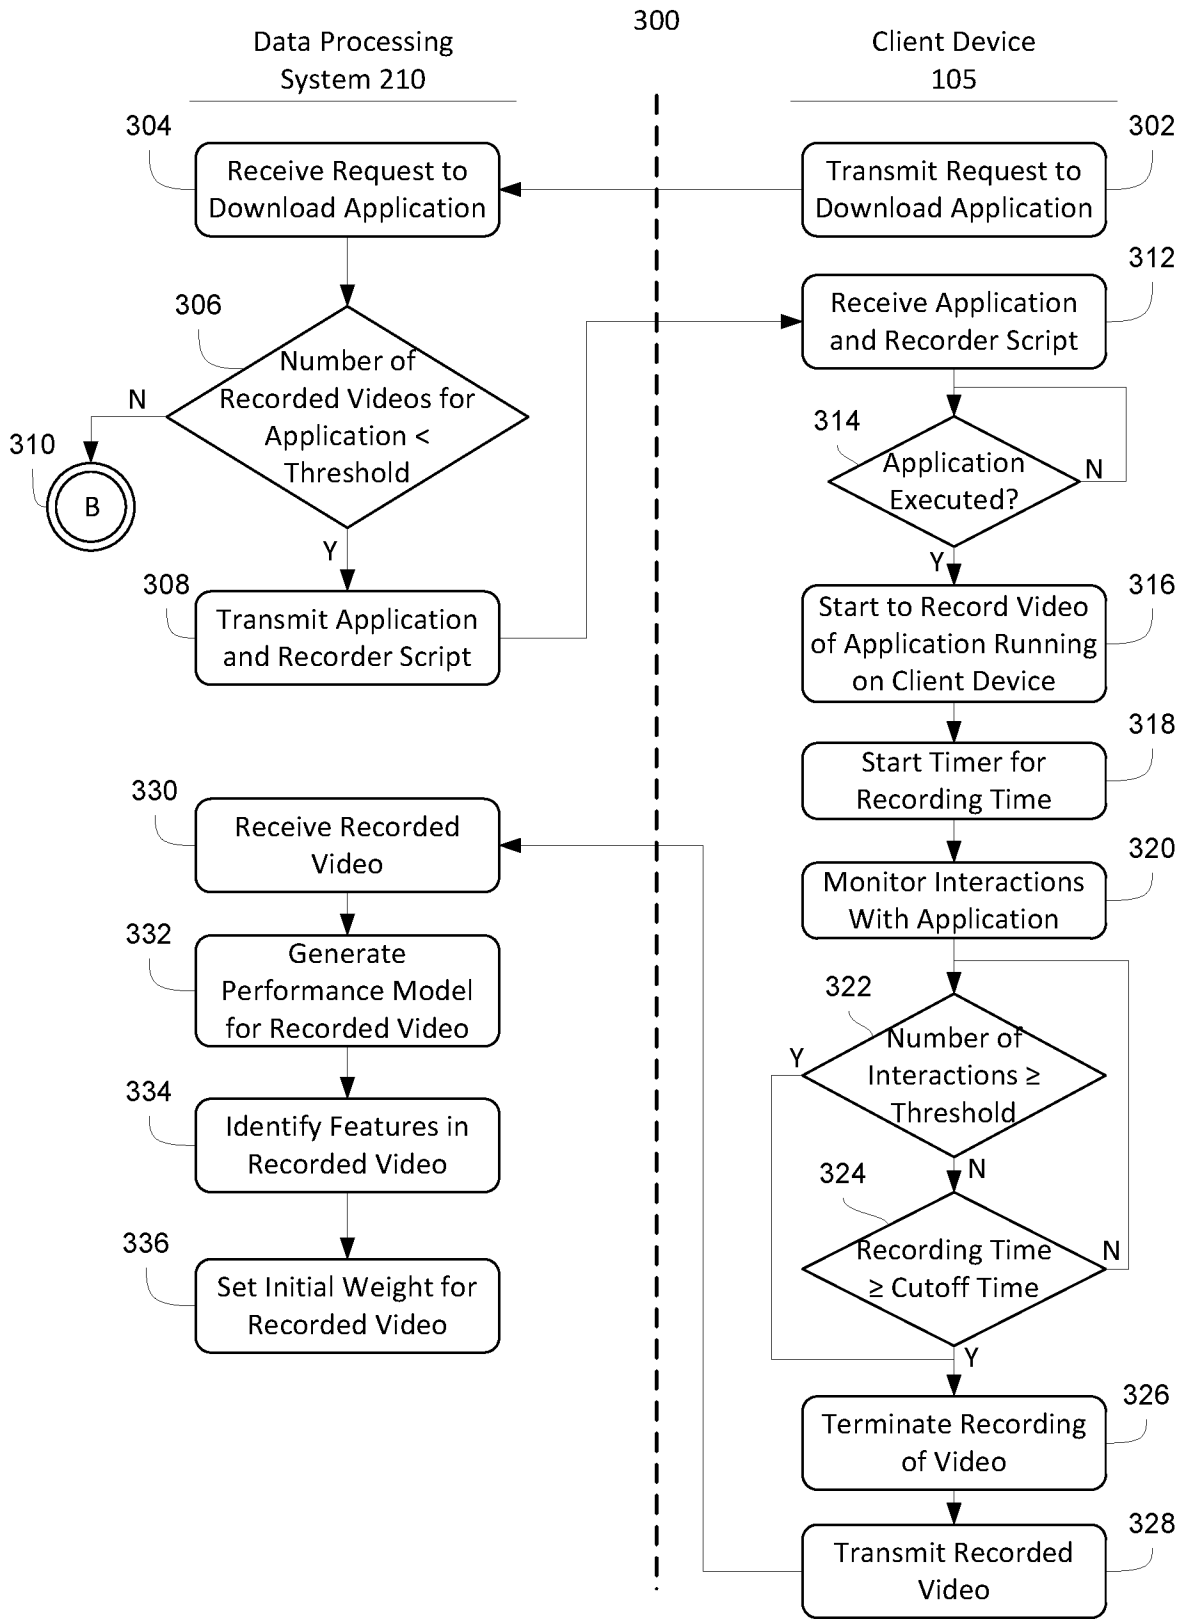 300
Data Processing
System 210
Client Device
105
304
Receive Request to
Download Application
302
Transmit Request to
Download Application
306
Number of
Recorded Videos for
Application <
Threshold
N
310
B
Y
308
Transmit Application
and Recorder Script
312
Receive Application
and Recorder Script
314
Application
Executed?
N
Y
316
Start to Record Video
of Application Running
on Client Device
318
Start Timer for
Recording Time
320
Monitor Interactions
With Application
322
Number of
Interactions ≥
Threshold
Y
N
324
Recording Time
≥ Cutoff Time
N
Y
326
Terminate Recording
of Video
328
Transmit Recorded
Video
330
Receive Recorded
Video
332
Generate
Performance Model
for Recorded Video
334
Identify Features in
Recorded Video
336
Set Initial Weight for
Recorded Video